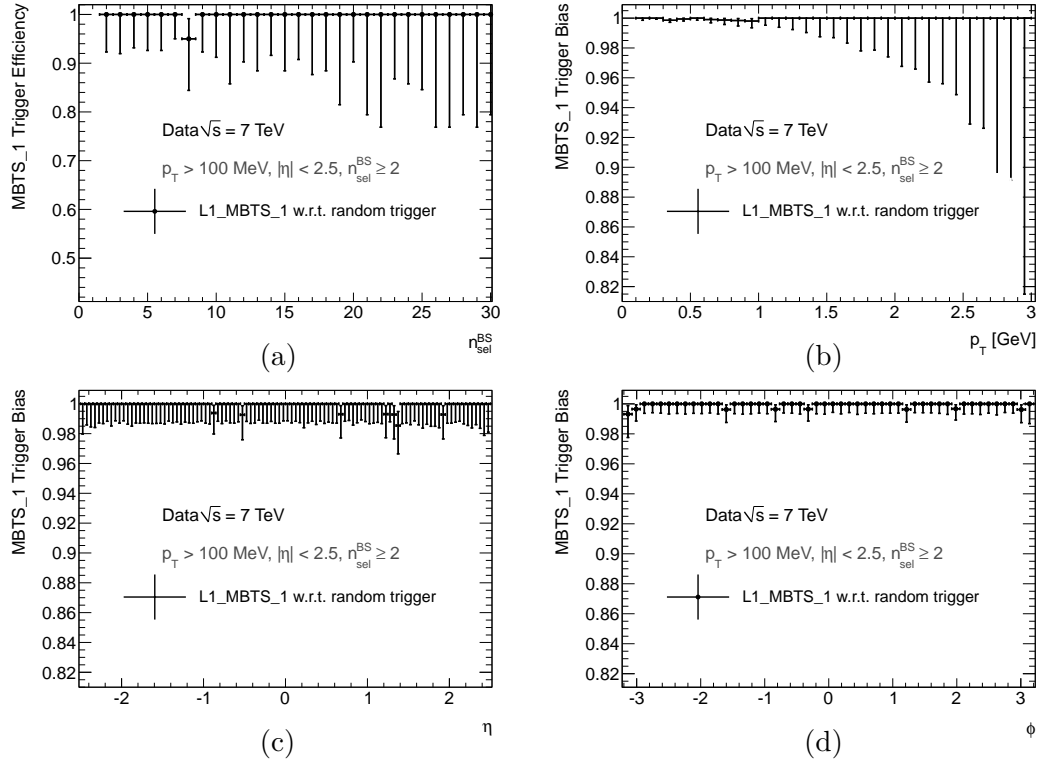 MBTS_1 Trigger Efficiency
1
0.9
0.8
0.7
0.6
0.5
Data√s = 7 TeV
p_T > 100 MeV, |η| < 2.5, n_sel^BS ≥ 2
L1_MBTS_1 w.r.t. random trigger
0 5 10 15 20 25 30
n_sel^BS
(a)
MBTS_1 Trigger Bias
1
0.98
0.96
0.94
0.92
0.9
0.88
0.86
0.84
0.82
Data√s = 7 TeV
p_T > 100 MeV, |η| < 2.5, n_sel^BS ≥ 2
L1_MBTS_1 w.r.t. random trigger
0 0.5 1 1.5 2 2.5 3
p_T [GeV]
(b)
MBTS_1 Trigger Bias
1
0.98
0.96
0.94
0.92
0.9
0.88
0.86
0.84
0.82
Data√s = 7 TeV
p_T > 100 MeV, |η| < 2.5, n_sel^BS ≥ 2
L1_MBTS_1 w.r.t. random trigger
-2 -1 0 1 2
η
(c)
MBTS_1 Trigger Bias
1
0.98
0.96
0.94
0.92
0.9
0.88
0.86
0.84
0.82
Data√s = 7 TeV
p_T > 100 MeV, |η| < 2.5, n_sel^BS ≥ 2
L1_MBTS_1 w.r.t. random trigger
-3 -2 -1 0 1 2 3
ϕ
(d)